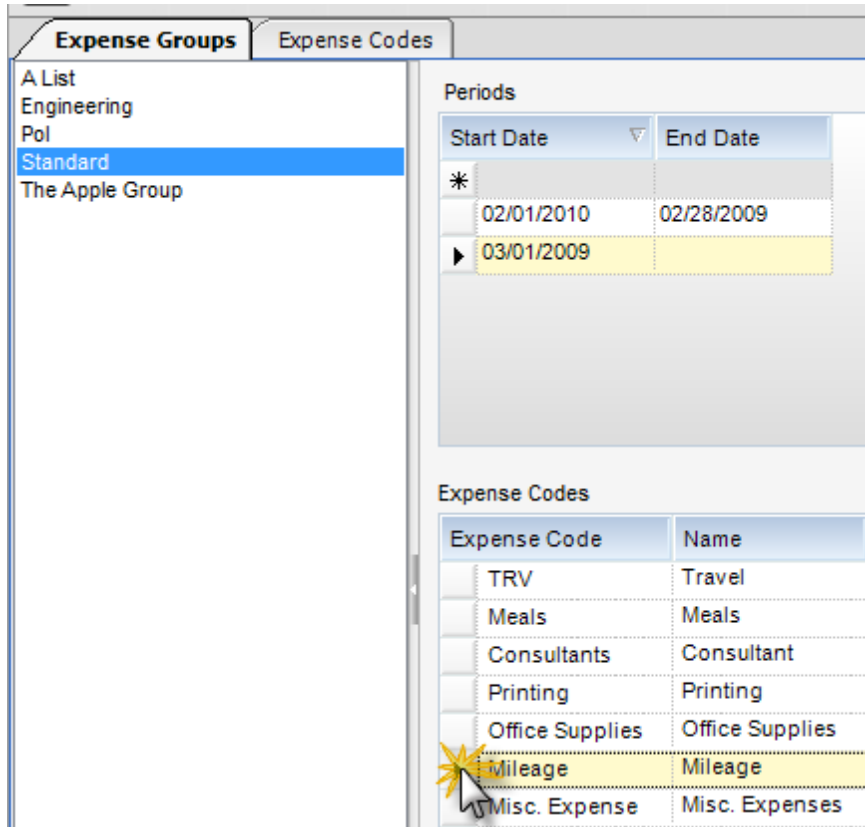 Expense Groups Expense Codes
A List
Engineering
Pol
Standard
The Apple Group
Periods
Start Date End Date
02/01/2010 02/28/2009
03/01/2009
Expense Codes
Expense Code Name
TRV Travel
Meals Meals
Consultants Consultant
Printing Printing
Office Supplies Office Supplies
Mileage Mileage
Misc. Expense Misc. Expenses